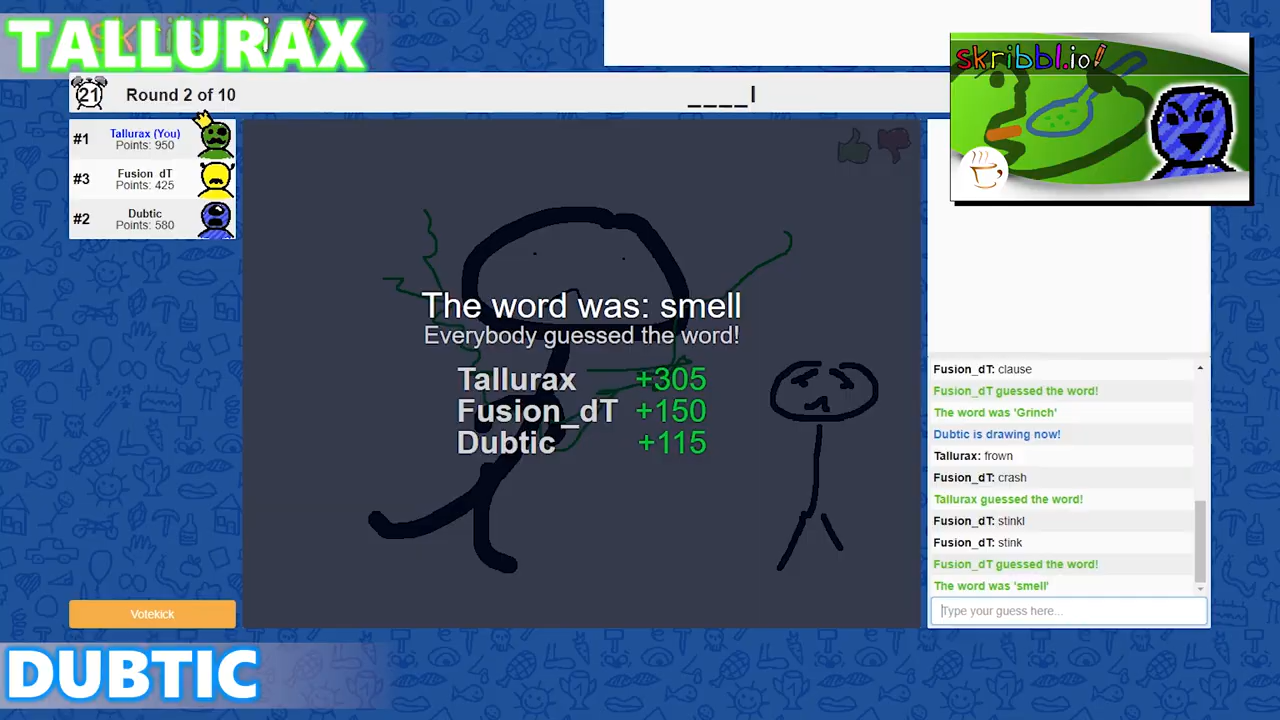 TALLURAX
skribbl.io!
21
Round 2 of 10
____l
#1
Tallurax (You)
Points: 950
#3
Fusion_dT
Points: 425
#2
Dubtic
Points: 580
The word was: smell
Everybody guessed the word!
Tallurax +305
Fusion_dT +150
Dubtic +115
Fusion_dT: clause
Fusion_dT guessed the word!
The word was 'Grinch'
Dubtic is drawing now!
Tallurax: frown
Fusion_dT: crash
Tallurax guessed the word!
Fusion_dT: stinkl
Fusion_dT: stink
Fusion_dT guessed the word!
The word was 'smell'
Type your guess here...
Votekick
DUBTIC